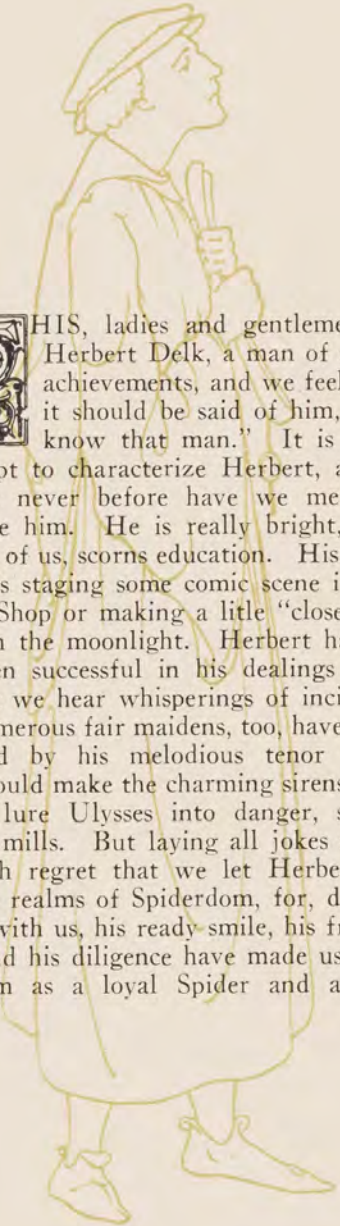 HIS, ladies and gentleme
Herbert Delk, a man of
achievements, and we feel
it should be said of him,
know that man." It is
pt to characterize Herbert, a
never before have we me
e him. He is really bright,
of us, scorns education. His
s staging some comic scene i
Shop or making a litle "close
n the moonlight. Herbert h
en successful in his dealings
we hear whisperings of inci
merous fair maidens, too, have
d by his melodious tenor
ould make the charming sirens
lure Ulysses into danger, s
mills. But laying all jokes
h regret that we let Herbe
realms of Spiderdom, for, d
with us, his ready smile, his f
d his diligence have made us
m as a loyal Spider and a